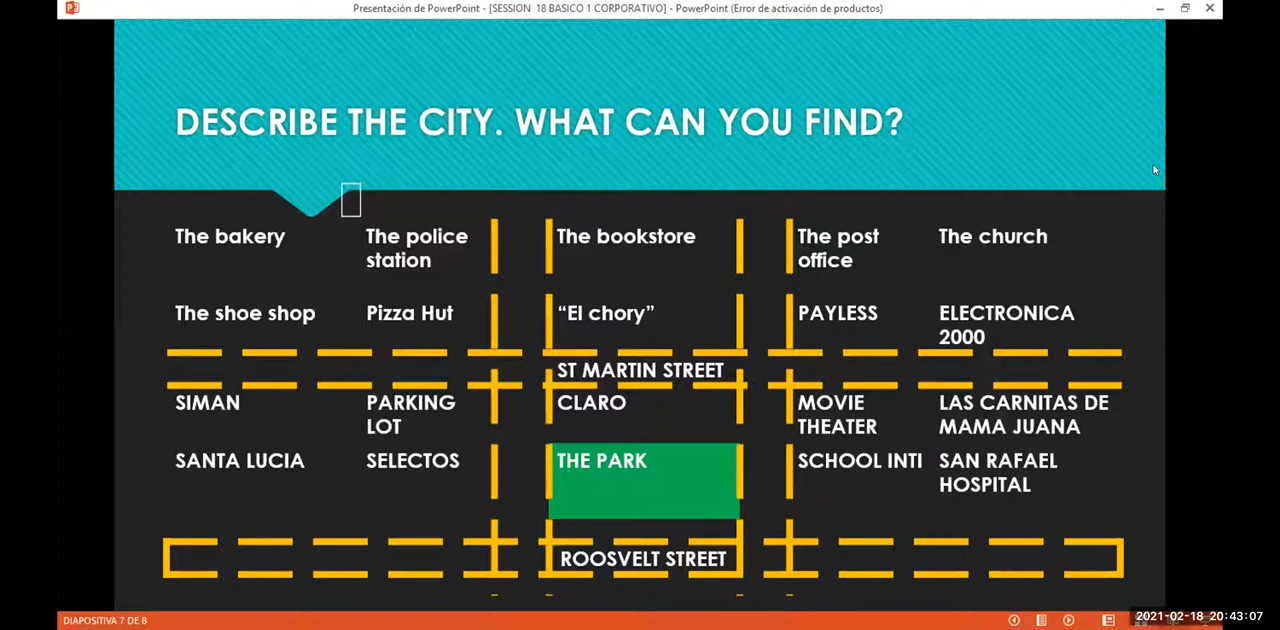 Presentación de PowerPoint - [SESSION 18 BASICO 1 CORPORATIVO] - PowerPoint (Error de activación de productos)
DESCRIBE THE CITY. WHAT CAN YOU FIND?
The bakery
The police
station
The bookstore
The post
office
The church
The shoe shop
Pizza Hut
“El chory”
PAYLESS
ELECTRONICA
2000
ST MARTIN STREET
SIMAN
PARKING
LOT
CLARO
MOVIE
THEATER
LAS CARNITAS DE
MAMA JUANA
SANTA LUCIA
SELECTOS
THE PARK
SCHOOL INTI
SAN RAFAEL
HOSPITAL
ROOSVELT STREET
DIAPOSITIVA 7 DE 8
2021-02-18 20:43:07